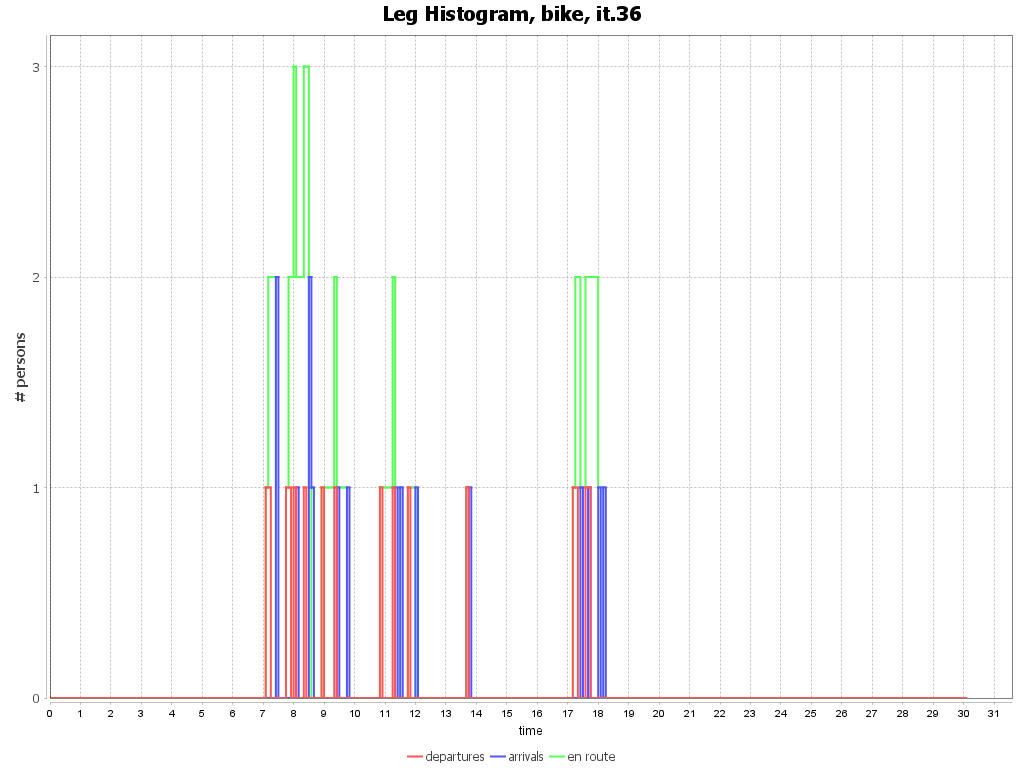 Leg Histogram, bike, it.36
# persons
3
2
1
0
0 1 2 3 4 5 6 7 8 9 10 11 12 13 14 15 16 17 18 19 20 21 22 23 24 25 26 27 28 29 30 31
time
departures arrivals en route